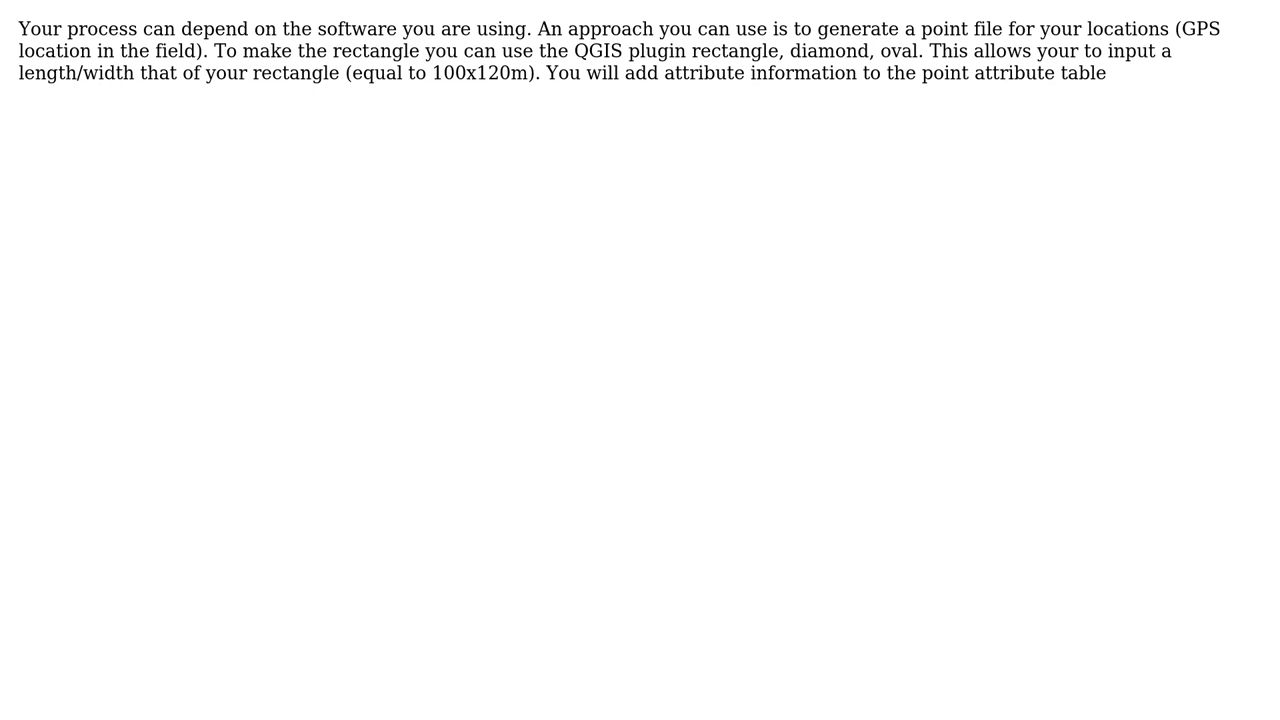 Your process can depend on the software you are using. An approach you can use is to generate a point file for your locations (GPS
location in the field). To make the rectangle you can use the QGIS plugin rectangle, diamond, oval. This allows your to input a
length/width that of your rectangle (equal to 100x120m). You will add attribute information to the point attribute table